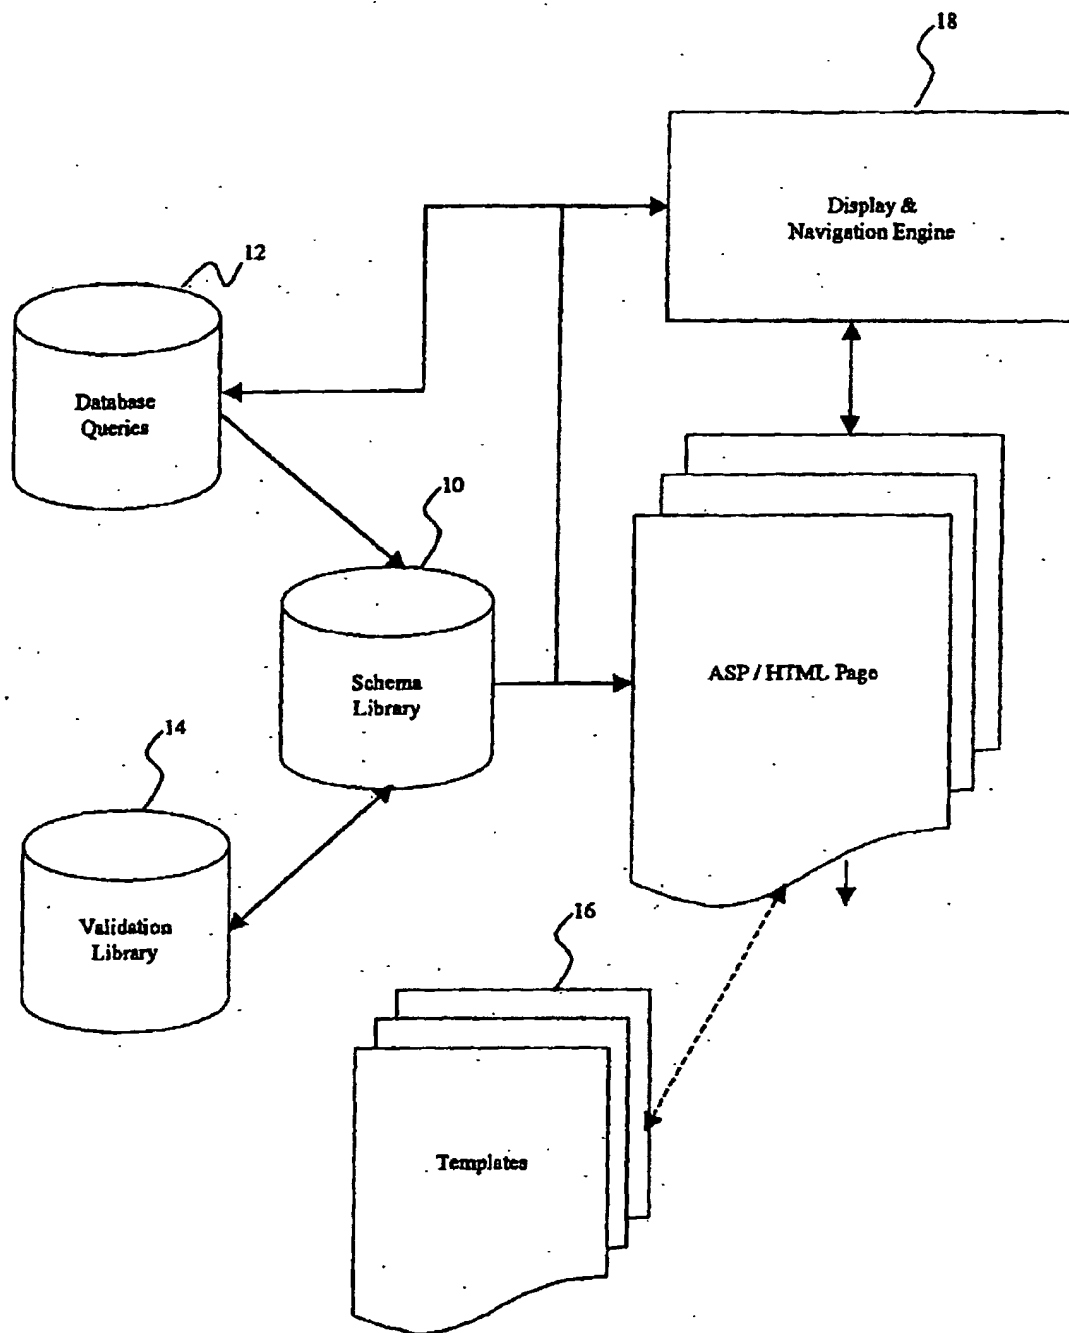 18
Display &
Navigation Engine
12
Database
Queries
10
Schema
Library
ASP / HTML Page
14
Validation
Library
16
Templates